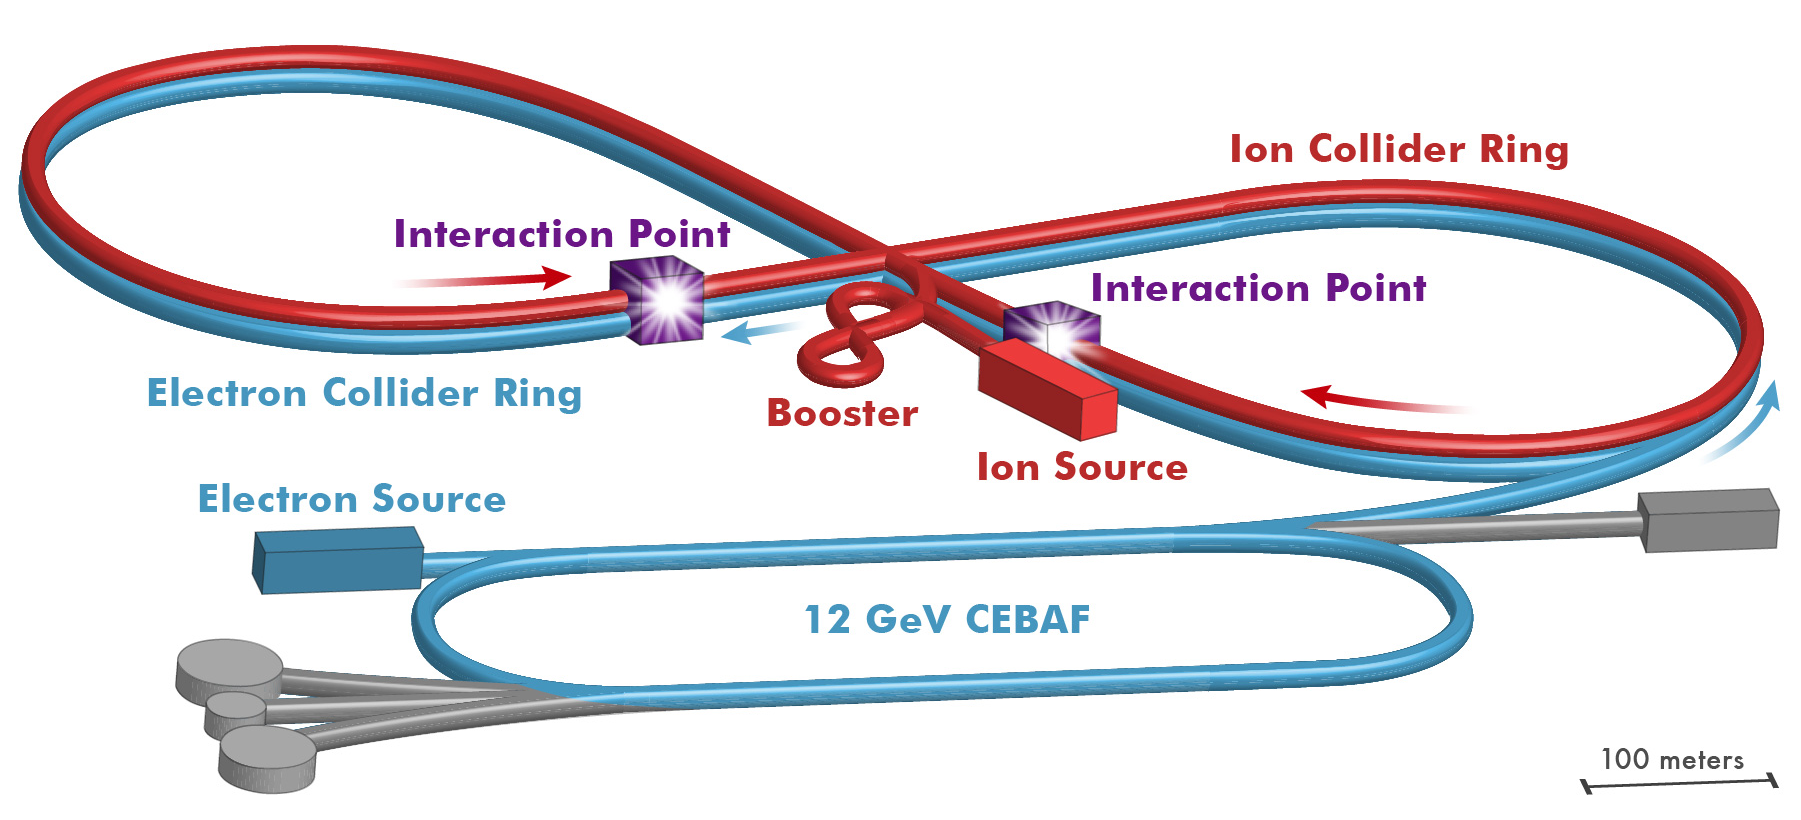 Ion Collider Ring
Interaction Point
Interaction Point
Electron Collider Ring
Booster
Ion Source
Electron Source
12 GeV CEBAF
100 meters